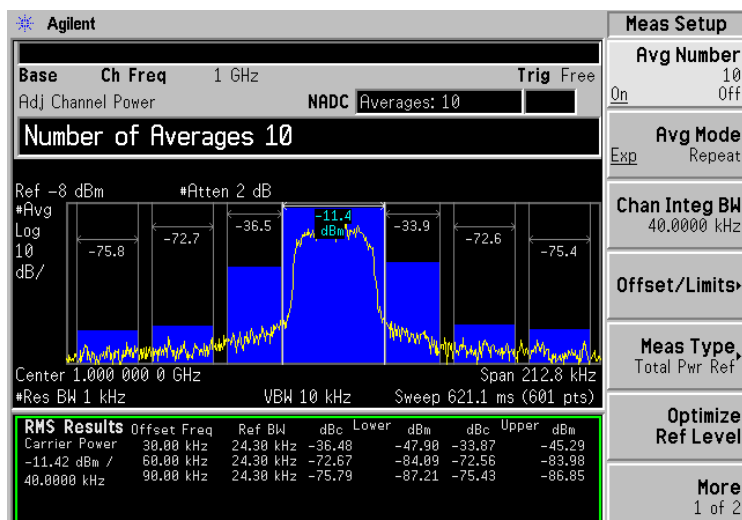 Agilent
Meas Setup
Base Ch Freq 1 GHz Trig Free
Adj Channel Power NADC Averages: 10
Number of Averages 10
Ref -8 dBm #Atten 2 dB
#Avg
Log
10
dB/
-75.8 -72.7 -36.5 -11.4 dBm -33.9 -72.6 -75.4
Center 1.000 000 0 GHz Span 212.8 kHz
#Res BW 1 kHz VBW 10 kHz Sweep 621.1 ms (601 pts)
RMS Results Offset Freq Ref BW dBc Lower dBm dBc Upper dBm
Carrier Power 30.00 kHz 24.30 kHz -36.48 -47.90 -33.87 -45.29
-11.42 dBm / 60.00 kHz 24.30 kHz -72.67 -84.09 -72.56 -83.98
40.0000 kHz 90.00 kHz 24.30 kHz -75.79 -87.21 -75.43 -86.85
Avg Number
10
On Off
Avg Mode
Exp Repeat
Chan Integ BW
40.0000 kHz
Offset/Limits
Meas Type
Total Pwr Ref
Optimize
Ref Level
More
1 of 2